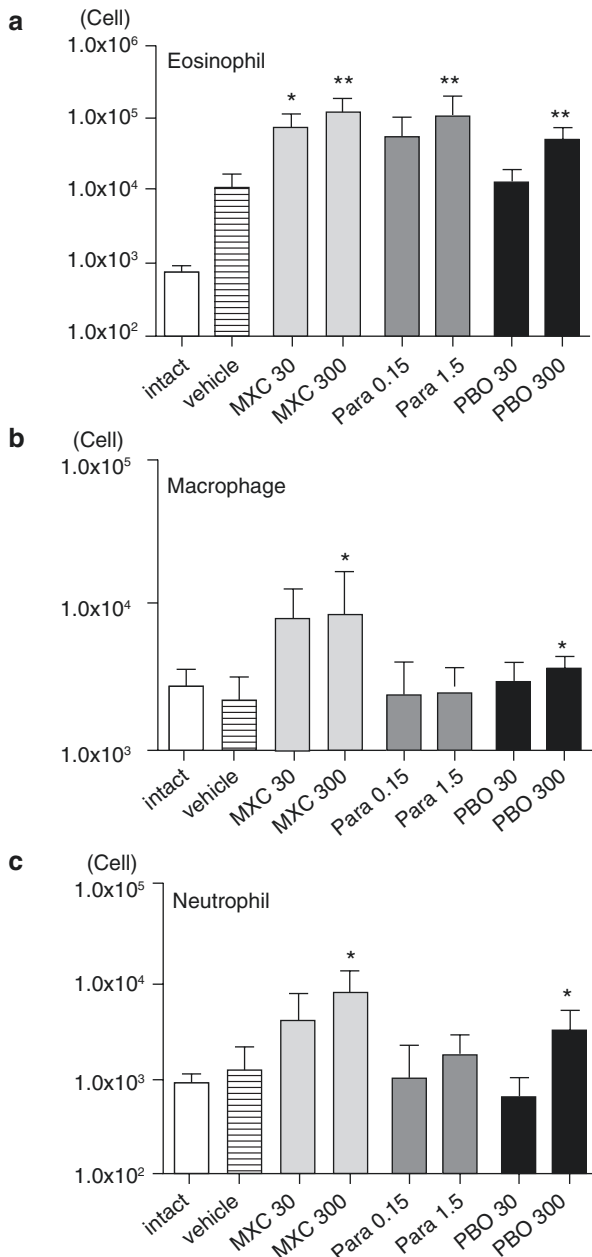 a
(Cell)
1.0x10⁶
1.0x10⁵
1.0x10⁴
1.0x10³
1.0x10²
Eosinophil
*
**
**
**
intact
vehicle
MXC 30
MXC 300
Para 0.15
Para 1.5
PBO 30
PBO 300
b
(Cell)
1.0x10⁵
1.0x10⁴
1.0x10³
Macrophage
*
*
intact
vehicle
MXC 30
MXC 300
Para 0.15
Para 1.5
PBO 30
PBO 300
c
(Cell)
1.0x10⁵
1.0x10⁴
1.0x10³
1.0x10²
Neutrophil
*
*
intact
vehicle
MXC 30
MXC 300
Para 0.15
Para 1.5
PBO 30
PBO 300